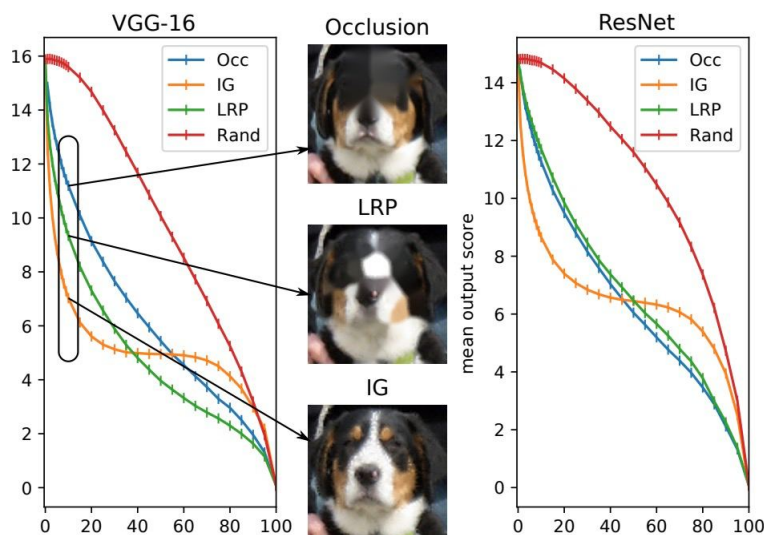 VGG-16
16
14
12
10
8
6
4
2
0
0 20 40 60 80 100
Occ
IG
LRP
Rand
Occlusion
LRP
IG
ResNet
mean output score
14
12
10
8
6
4
2
0
0 20 40 60 80 100
Occ
IG
LRP
Rand